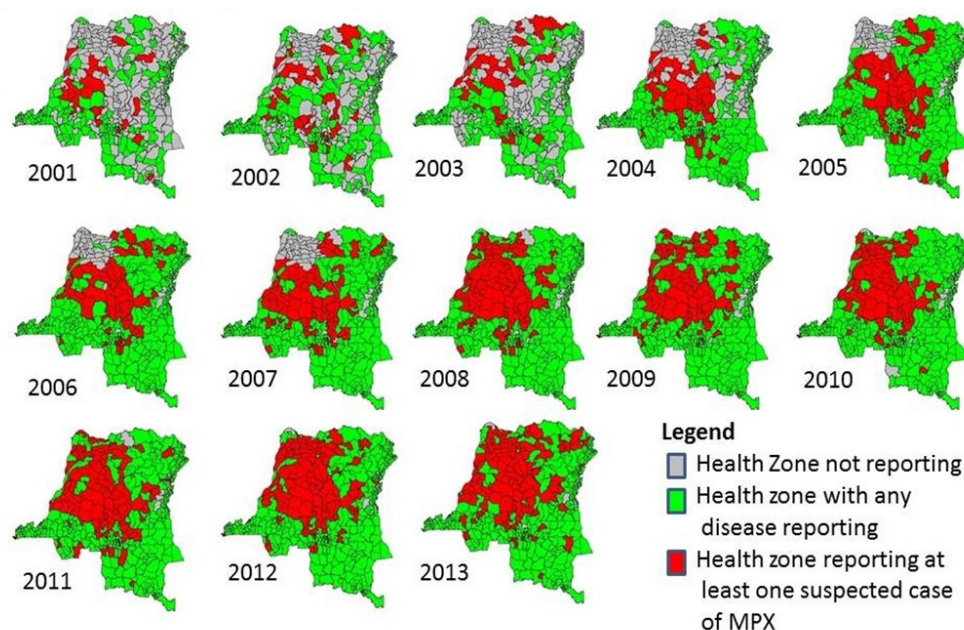 2001
2002
2003
2004
2005
2006
2007
2008
2009
2010
2011
2012
2013
Legend
Health Zone not reporting
Health zone with any
disease reporting
Health zone reporting at
least one suspected case
of MPX